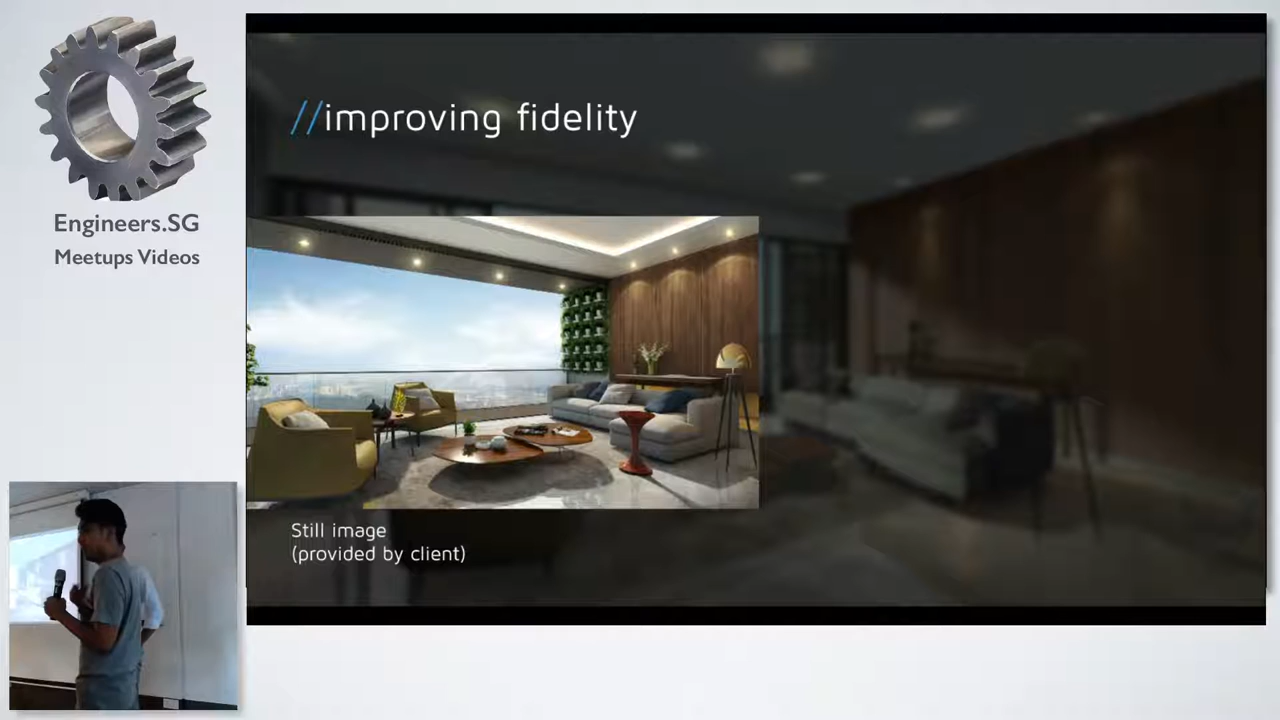 Engineers.SG
Meetups Videos
//improving fidelity
Still image
(provided by client)